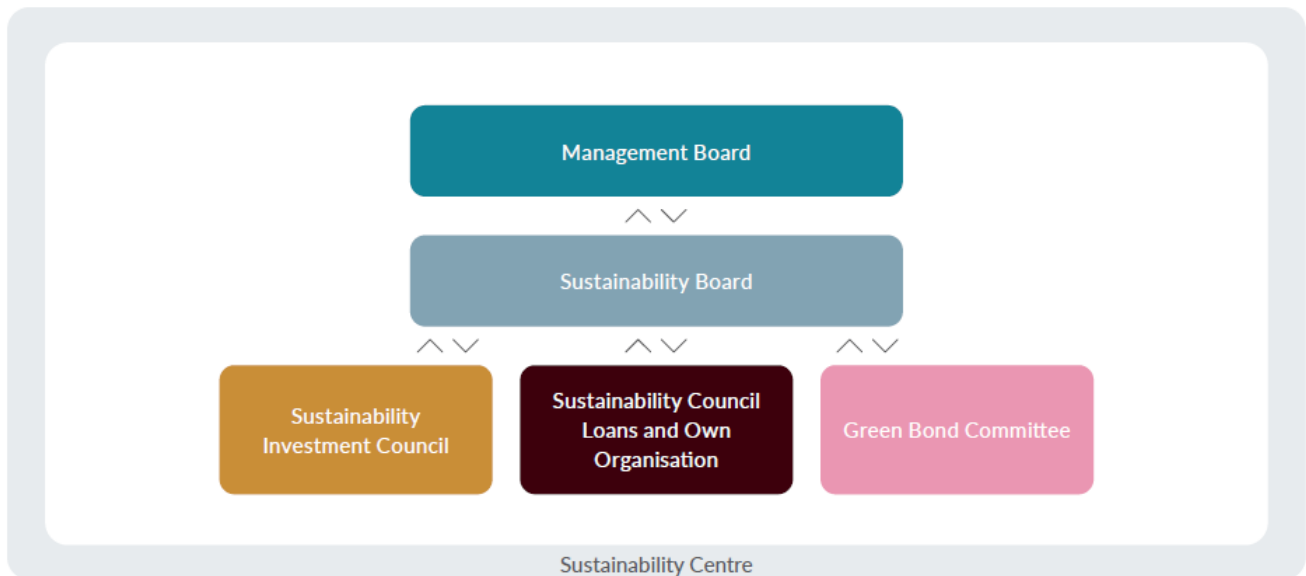 Management Board
Sustainability Board
Sustainability
Investment Council
Sustainability Council
Loans and Own
Organisation
Green Bond Committee
Sustainability Centre